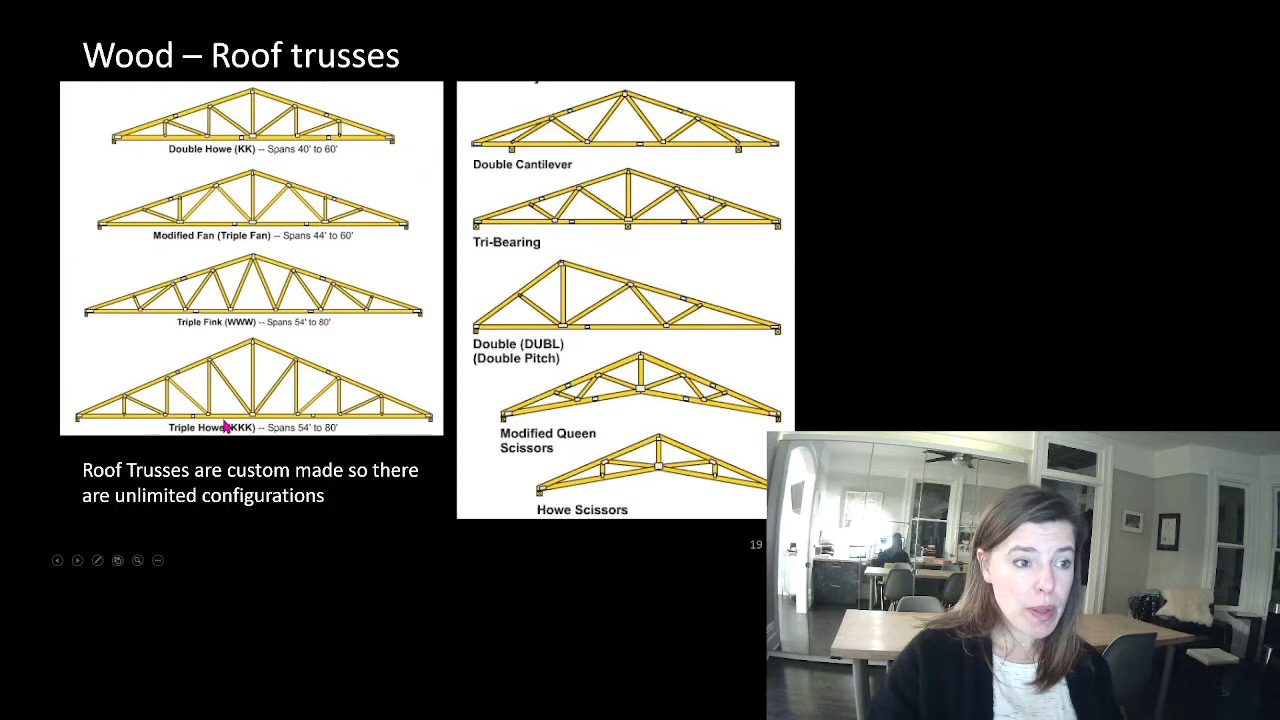 Wood – Roof trusses
Double Howe (KK) -- Spans 40' to 60'
Modified Fan (Triple Fan) -- Spans 44' to 60'
Triple Fink (WWW) -- Spans 54' to 80'
Triple Howe (KKK) -- Spans 54' to 80'
Roof Trusses are custom made so there
are unlimited configurations
Double Cantilever
Tri-Bearing
Double (DUBL)
(Double Pitch)
Modified Queen
Scissors
Howe Scissors
19